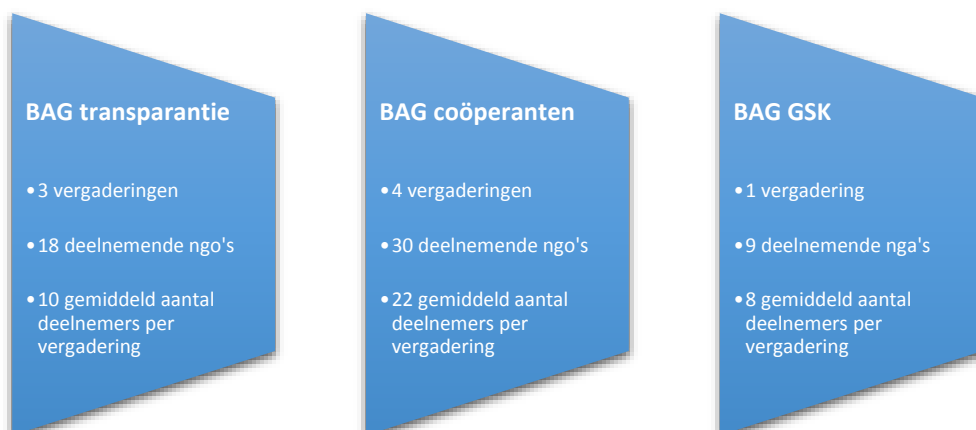 BAG transparantie
•3 vergaderingen
•18 deelnemende ngo's
•10 gemiddeld aantal
deelnemers per
vergadering
BAG coöperanten
•4 vergaderingen
•30 deelnemende ngo's
•22 gemiddeld aantal
deelnemers per
vergadering
BAG GSK
•1 vergadering
•9 deelnemende nga's
•8 gemiddeld aantal
deelnemers per
vergadering